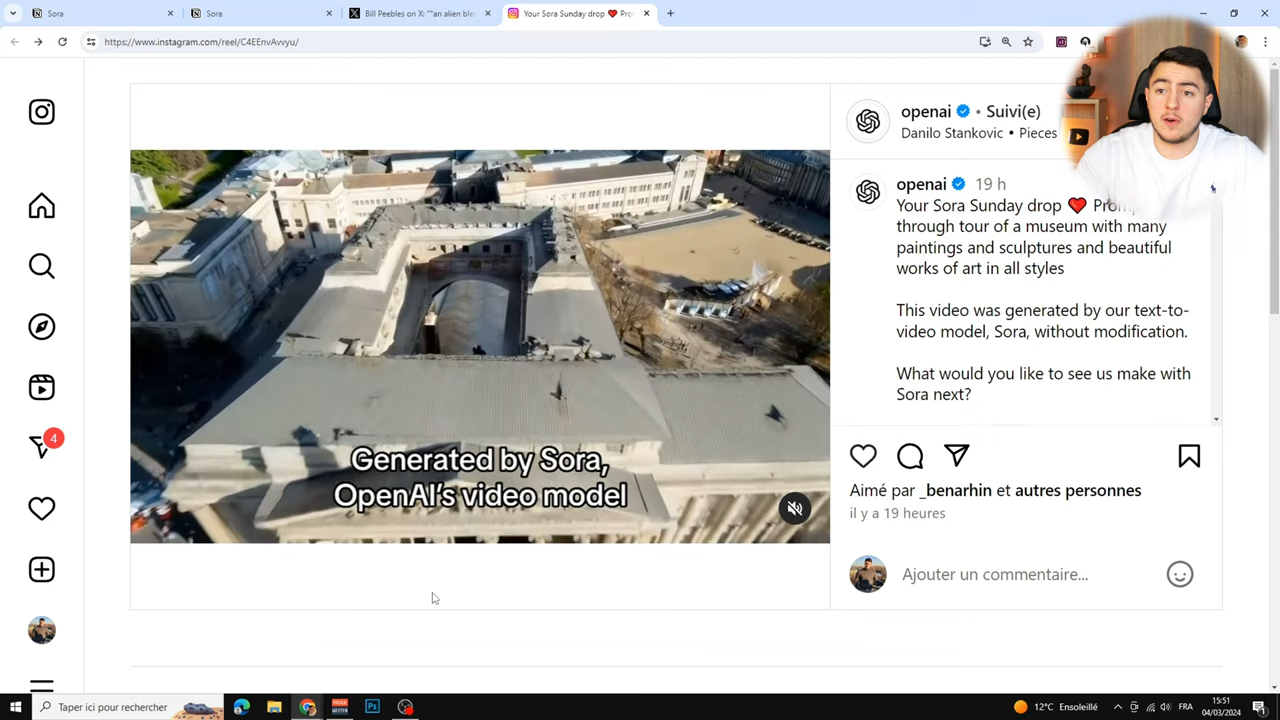 Sora
Sora
Bill Peebles on X: ""an alien ble
Your Sora Sunday drop ❤️ Pro
https://www.instagram.com/reel/C4EEnvAvvyu/
openai • Suivi(e)
Danilo Stankovic • Pieces
openai 19 h
Your Sora Sunday drop ❤️
through tour of a museum with many
paintings and sculptures and beautiful
works of art in all styles
This video was generated by our text-to-
video model, Sora, without modification.
What would you like to see us make with
Sora next?
Generated by Sora,
OpenAI's video model
4
Aimé par _benarhin et autres personnes
il y a 19 heures
Ajouter un commentaire...
Taper ici pour rechercher
Ps
12°C Ensoleillé
FRA
15:51
04/03/2024
1